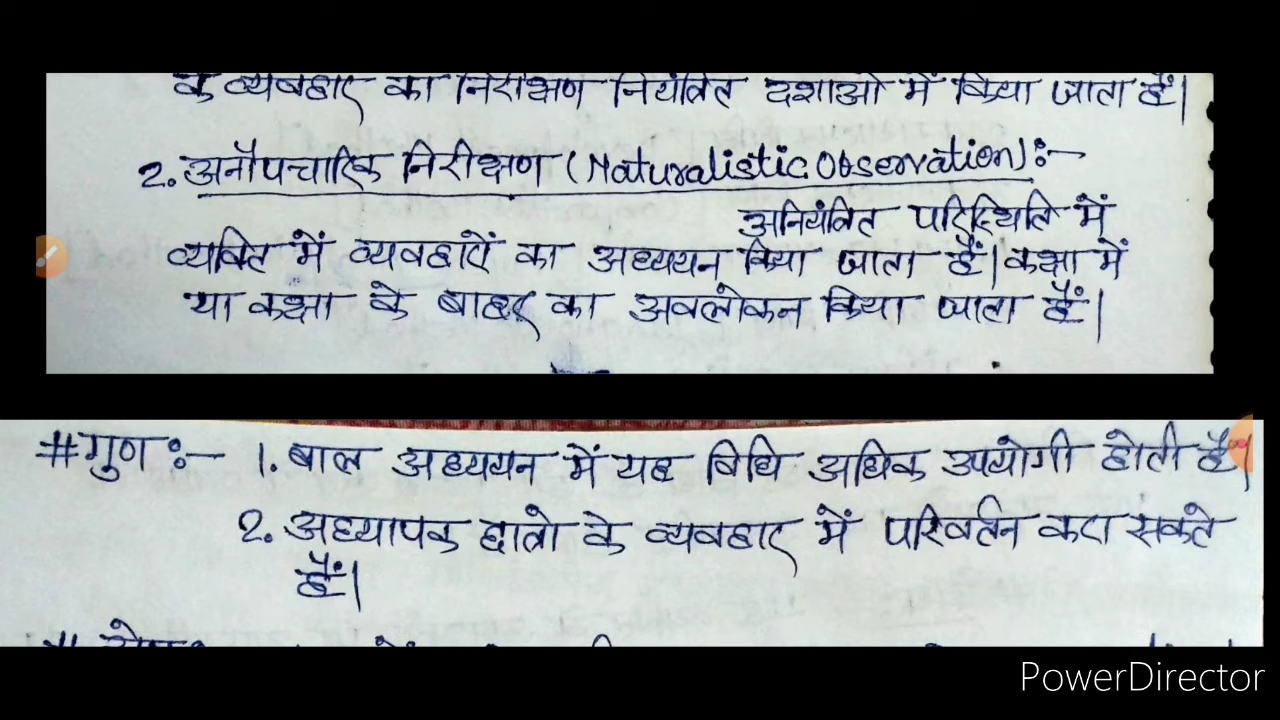 के व्यवहार का निरीक्षण नियंत्रित दशाओं में किया जाता हैं।
2. अनौपचारिक निरीक्षण (Naturalistic Observation):-
अनियंत्रित परिस्थिति में
व्यक्ति में व्यवहारों का अध्ययन किया जाता हैं। कक्षा में
या कक्षा के बाहर का अवलोकन किया जाता हैं।
#गुण:- 1. बाल अध्ययन में यह विधि अधिक उपयोगी होती हैं।
2. अध्यापक छात्रो के व्यवहार में परिवर्तन करा सकते
हैं।
PowerDirector